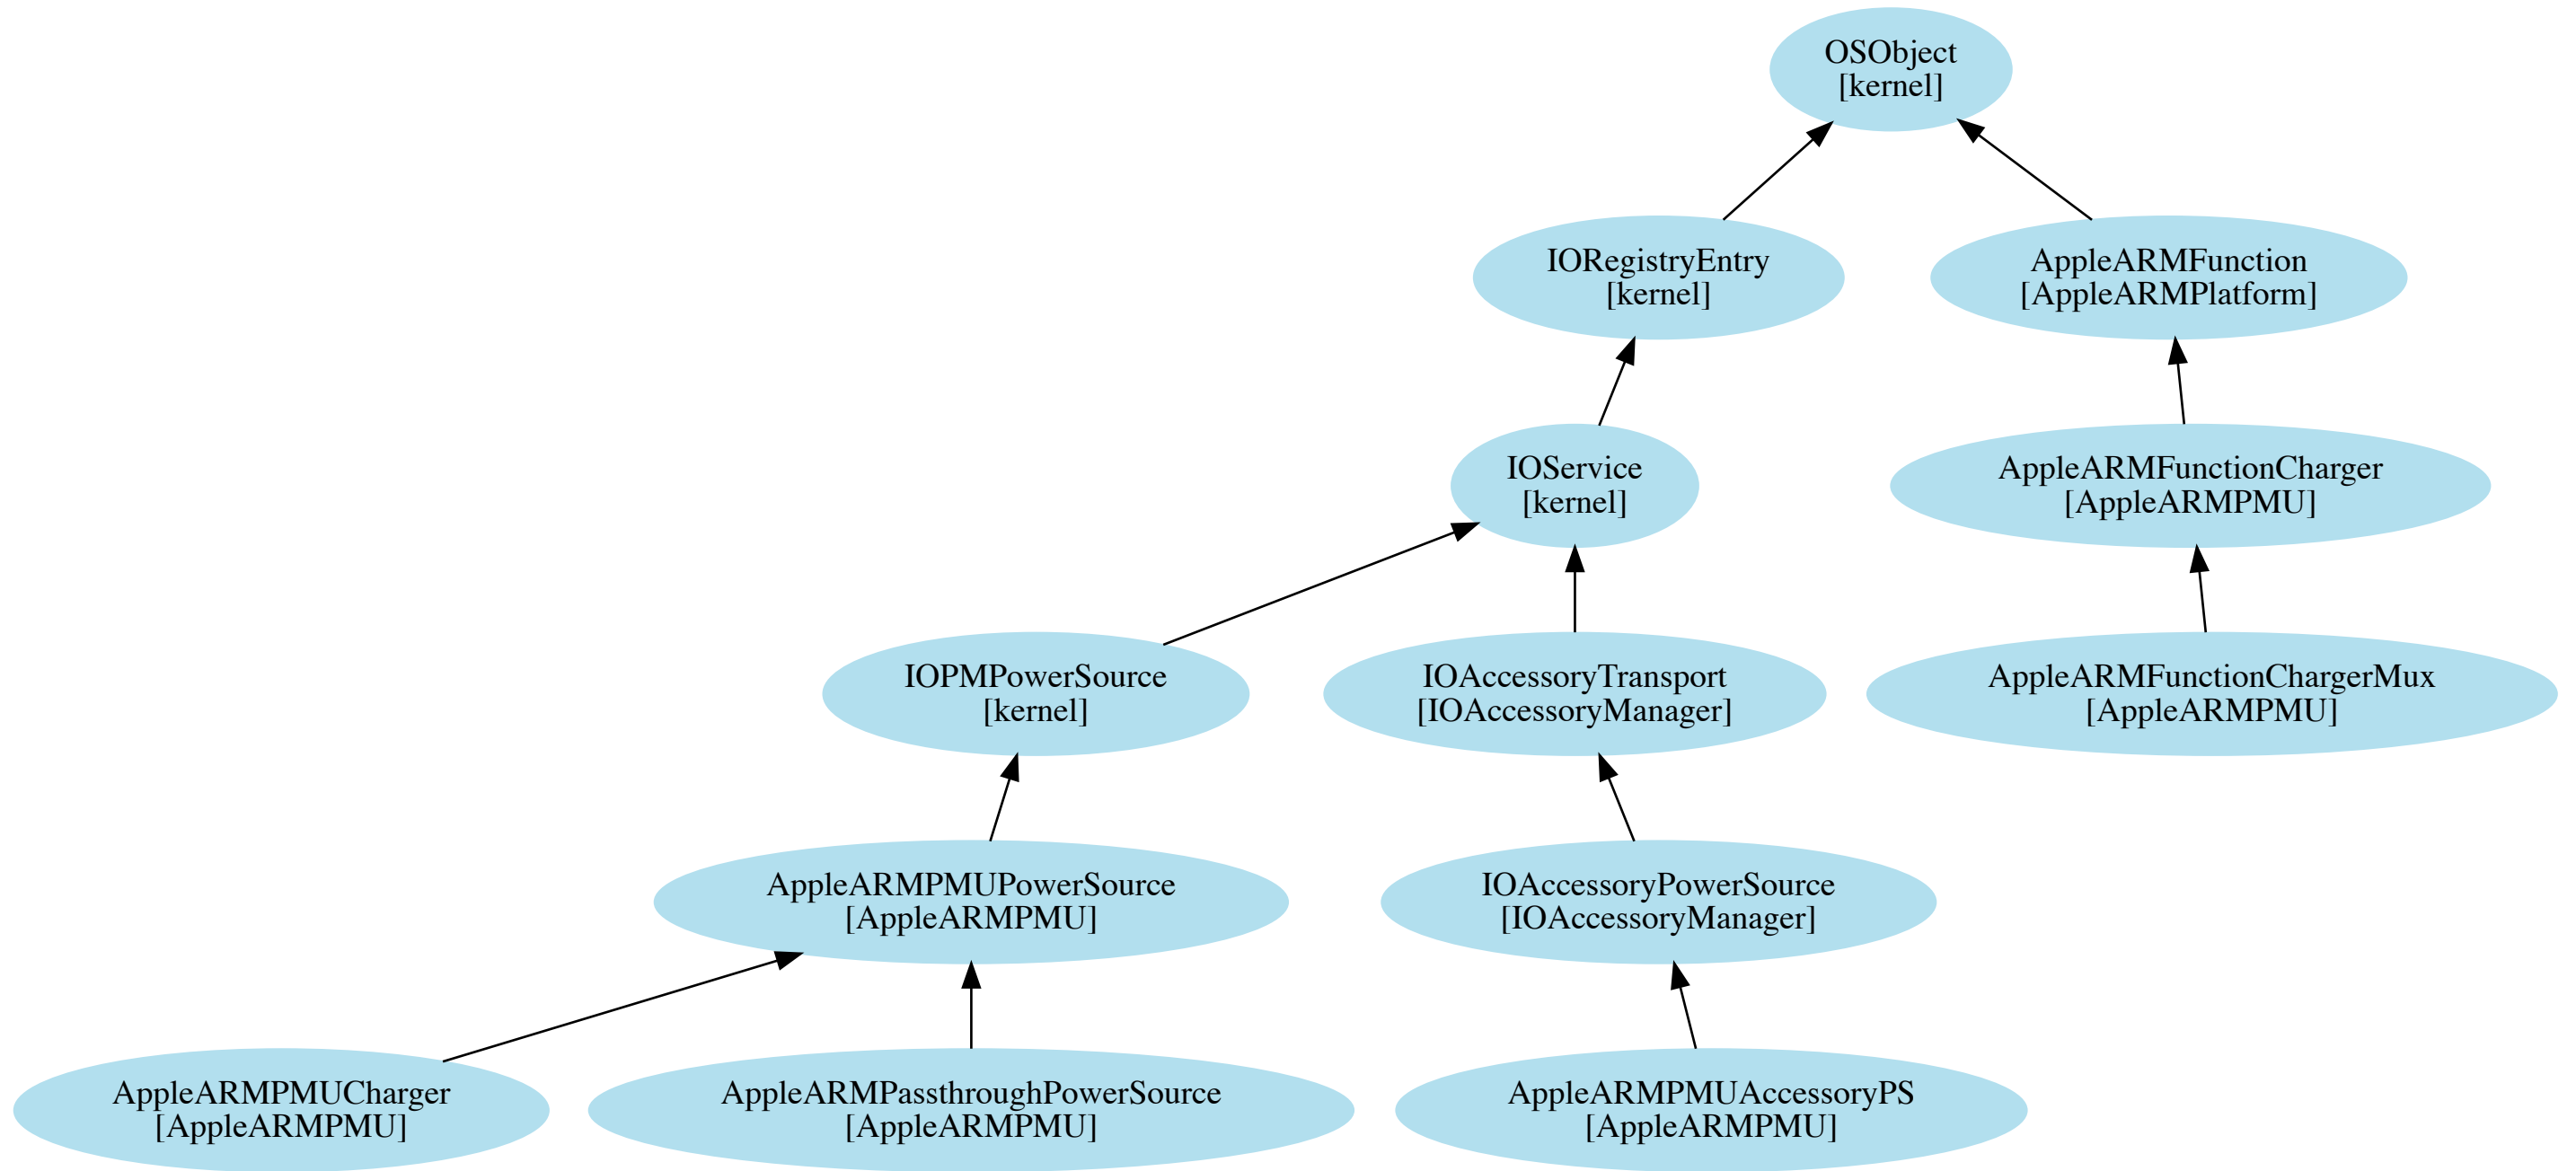 OSObject
[kernel]
IORegistryEntry
[kernel]
AppleARMFunction
[AppleARMPlatform]
IOService
[kernel]
AppleARMFunctionCharger
[AppleARMPMU]
IOPMPowerSource
[kernel]
IOAccessoryTransport
[IOAccessoryManager]
AppleARMFunctionChargerMux
[AppleARMPMU]
AppleARMPMUPowerSource
[AppleARMPMU]
IOAccessoryPowerSource
[IOAccessoryManager]
AppleARMPMUCharger
[AppleARMPMU]
AppleARMPassthroughPowerSource
[AppleARMPMU]
AppleARMPMUAccessoryPS
[AppleARMPMU]